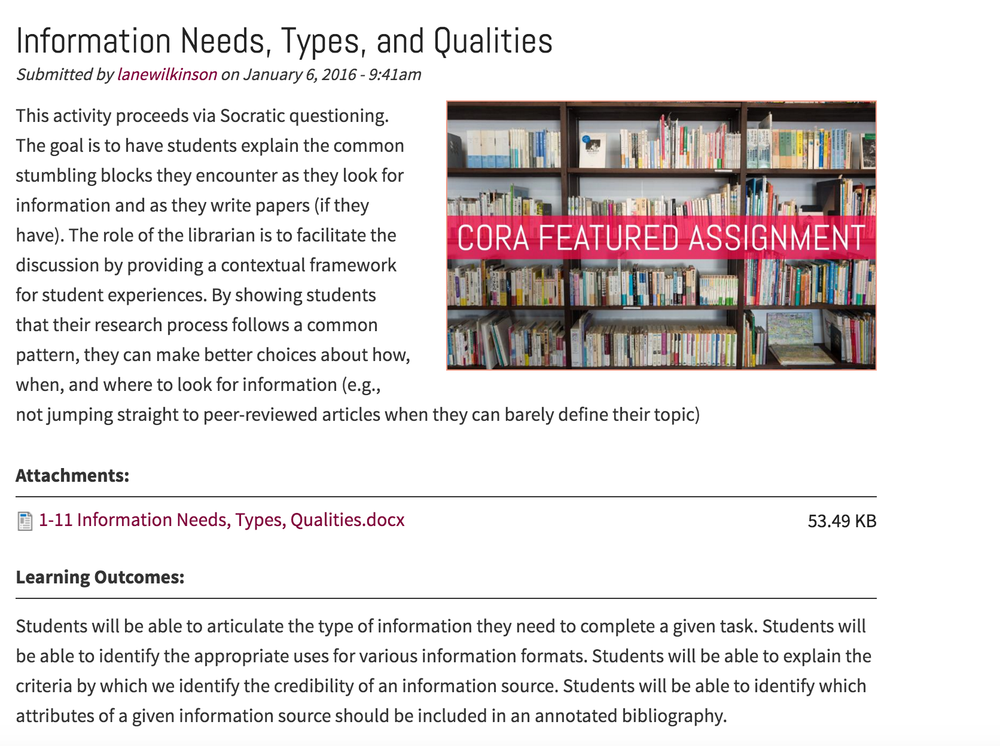 Information Needs, Types, and Qualities
Submitted by lanewilkinson on January 6, 2016 - 9:41am
This activity proceeds via Socratic questioning.
The goal is to have students explain the common
stumbling blocks they encounter as they look for
information and as they write papers (if they
have). The role of the librarian is to facilitate the
discussion by providing a contextual framework
for student experiences. By showing students
that their research process follows a common
pattern, they can make better choices about how,
when, and where to look for information (e.g.,
not jumping straight to peer-reviewed articles when they can barely define their topic)
CORA FEATURED ASSIGNMENT
Attachments:
1-11 Information Needs, Types, Qualities.docx 53.49 KB
Learning Outcomes:
Students will be able to articulate the type of information they need to complete a given task. Students will
be able to identify the appropriate uses for various information formats. Students will be able to explain the
criteria by which we identify the credibility of an information source. Students will be able to identify which
attributes of a given information source should be included in an annotated bibliography.